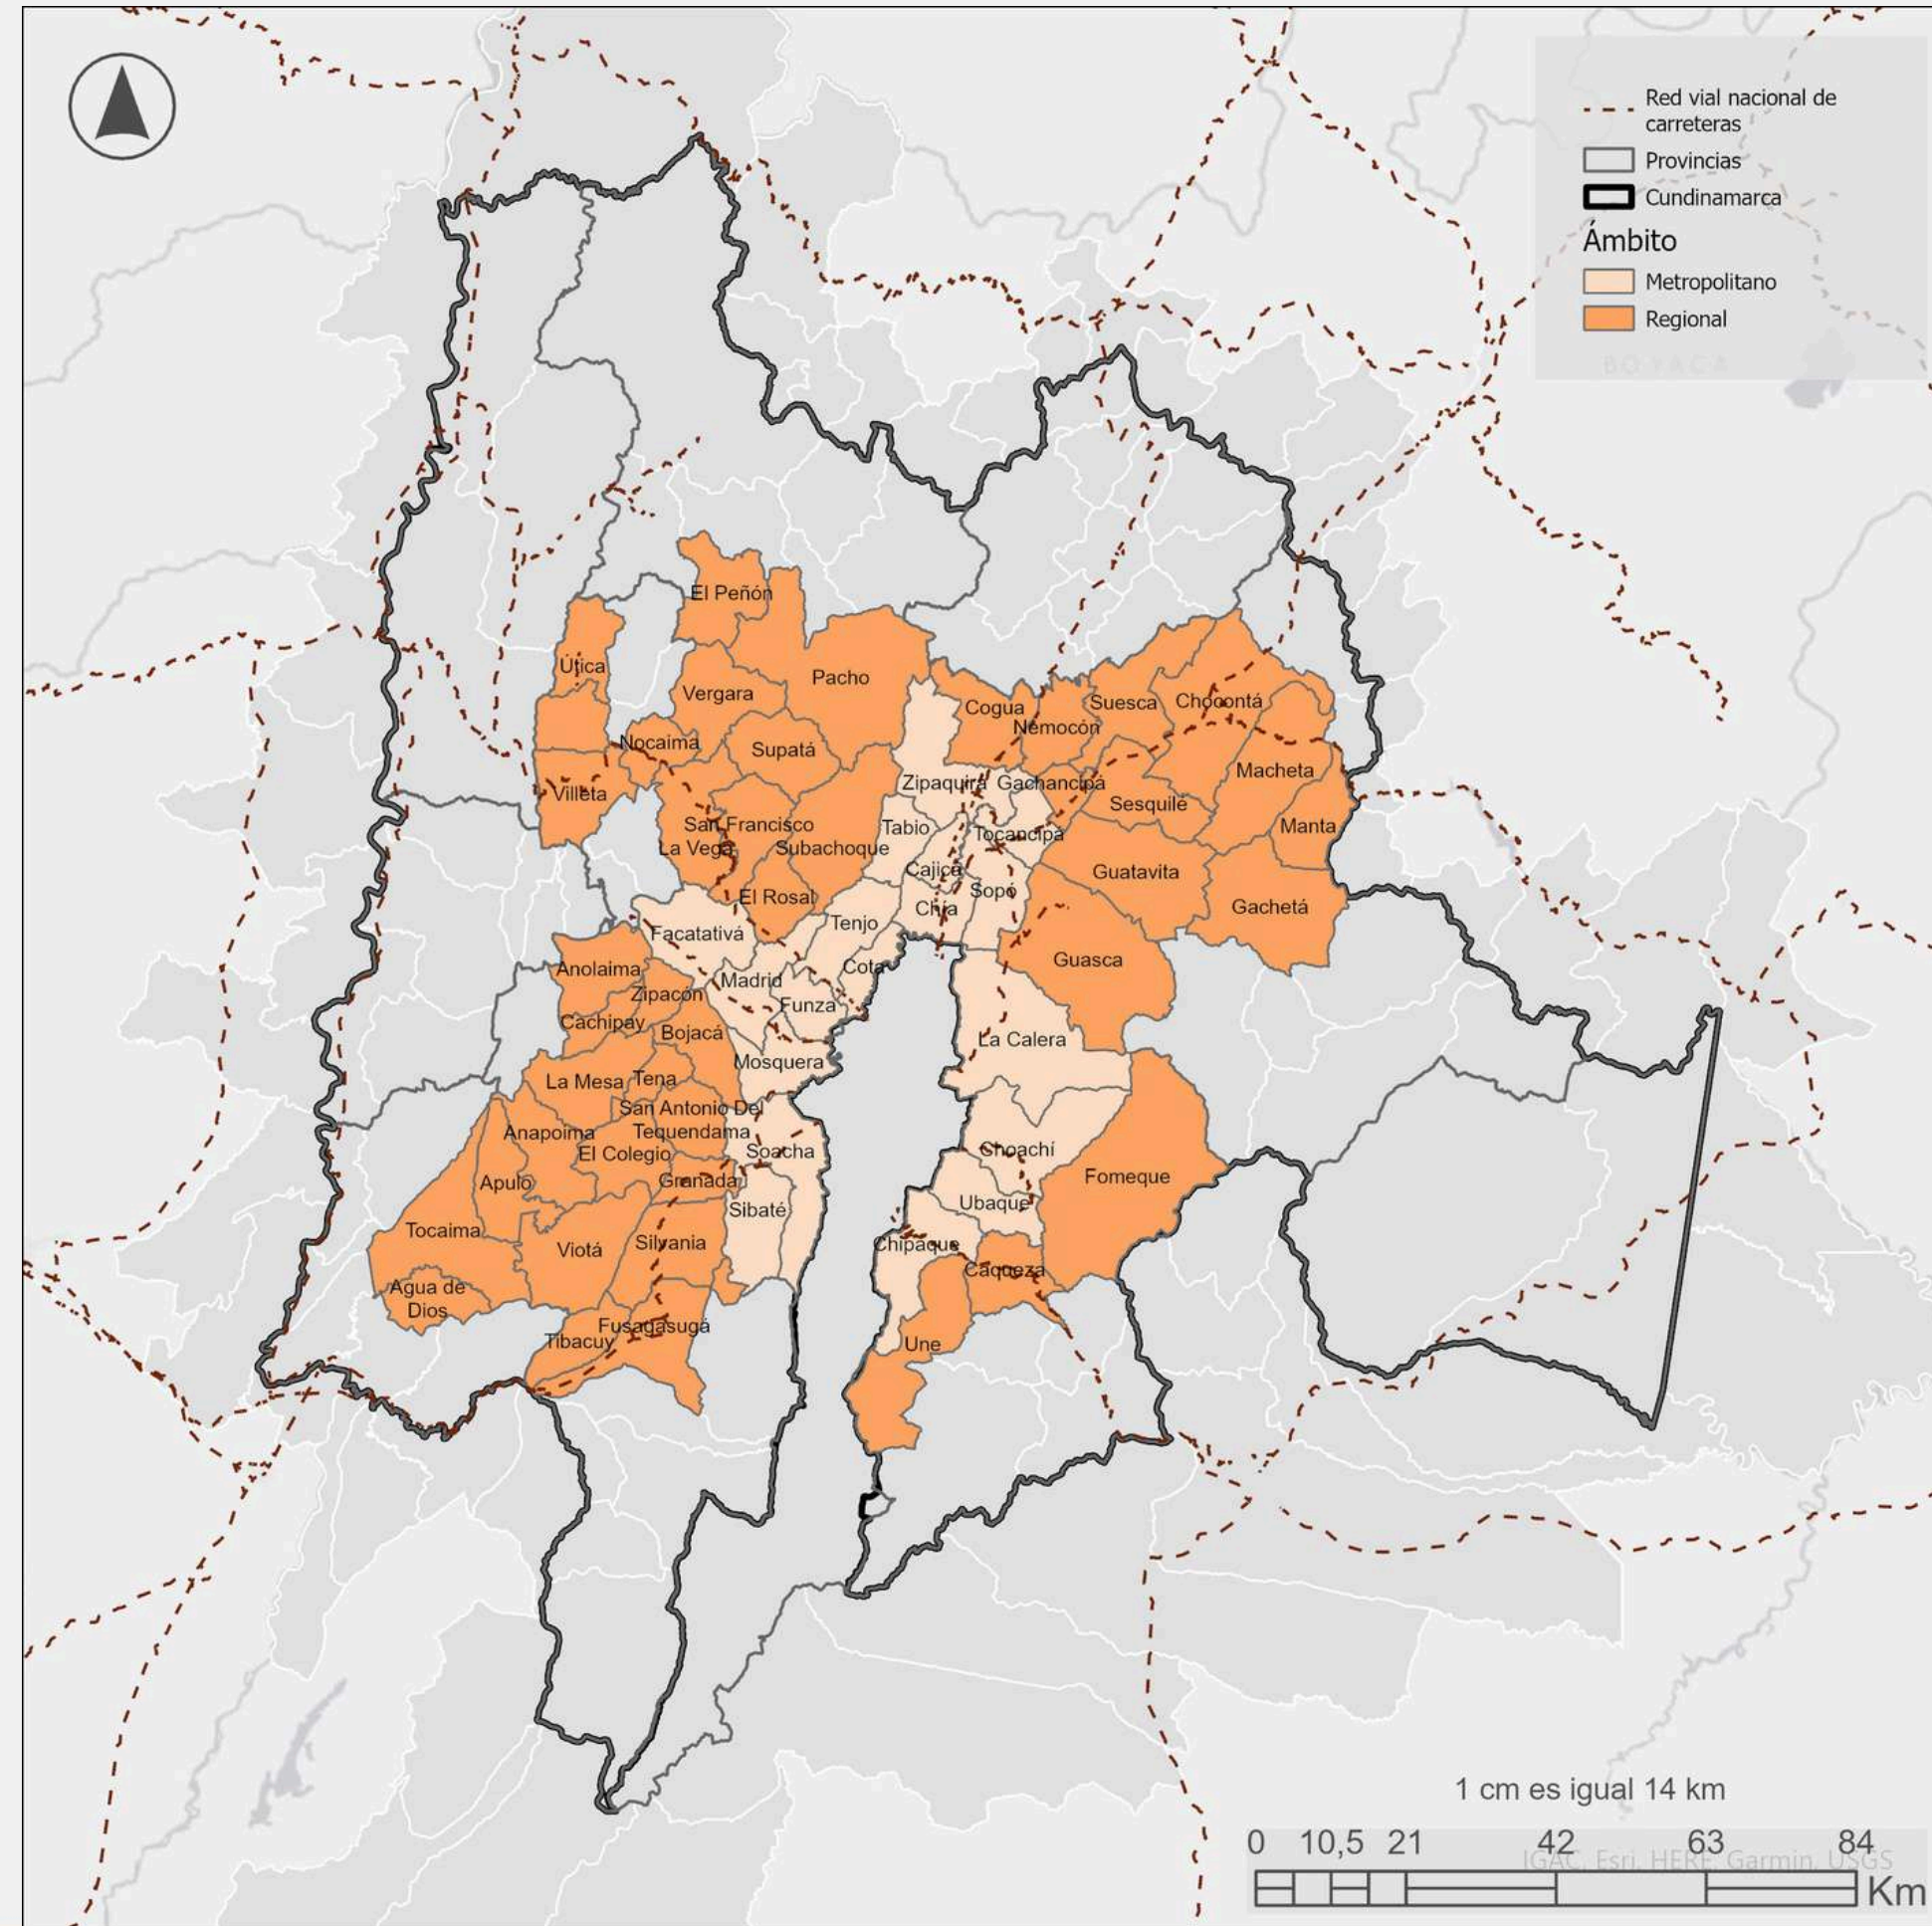 Red vial nacional de
carreteras
Provincias
Cundinamarca
Ámbito
Metropolitano
Regional
BOYACA
El Peñón
Útica
Pacho
Vergara
Cogua
Suesca
Chocontá
Nemocón
Nocaima
Supatá
Macheta
Zipaquirá
Gachancipá
Villeta
Sesquilé
San Francisco
Tabio
Tocancipá
Manta
La Vega
Subachoque
Cajicá
Guatavita
Sopó
El Rosal
Chía
Gachetá
Tenjo
Facatativá
Guasca
Anolaima
Cota
Madrid
Zipacón
Funza
Cachipay
Bojacá
La Calera
Mosquera
La Mesa
Tena
San Antonio Del
Tequendama
Anapoima
El Colegio
Soacha
Choachí
Apulo
Granada
Fomeque
Sibaté
Ubaque
Tocaima
Viotá
Silvania
Chipaque
Caqueza
Agua de
Dios
Fusagasugá
Tibacuy
Une
1 cm es igual 14 km
0 10,5 21 42 63 84
IGAC, Esri, HERE, Garmin, USGS
Km